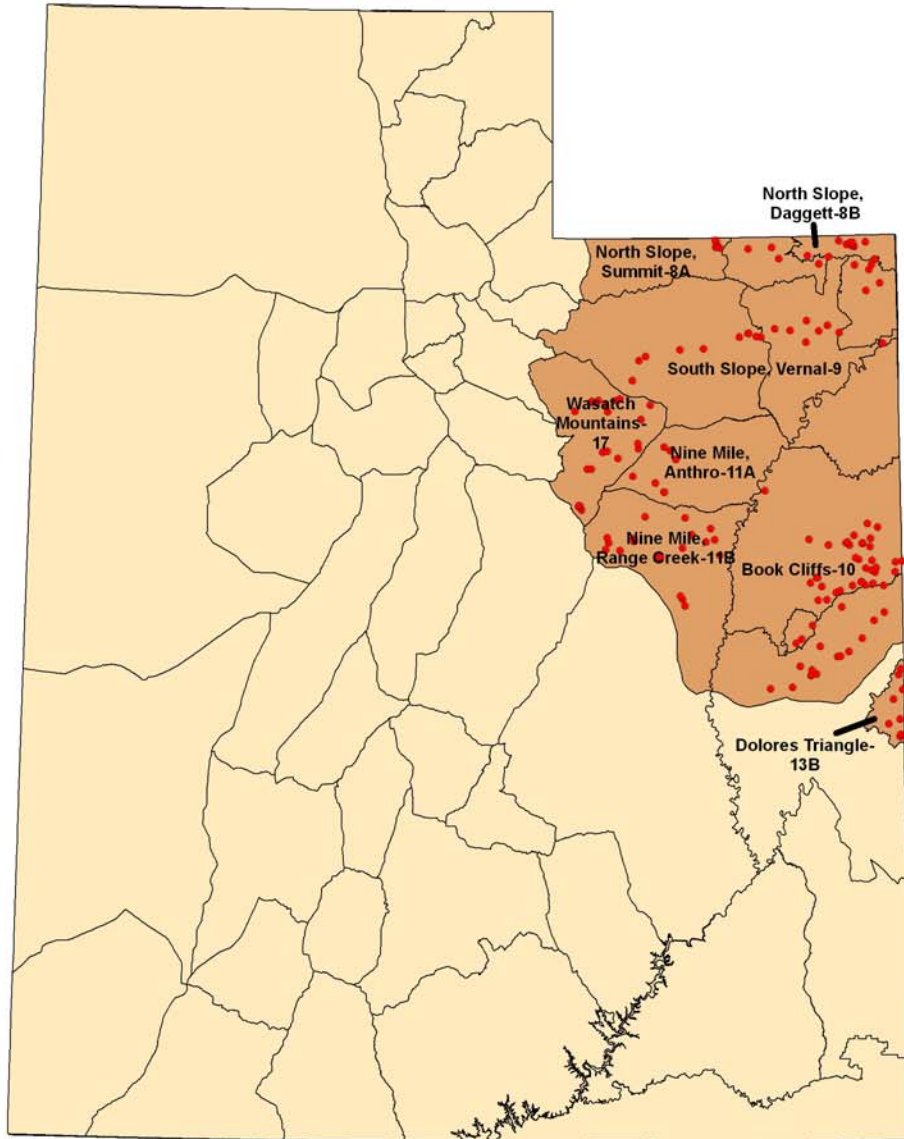 North Slope,
Daggett-8B
North Slope,
Summit-8A
South Slope, Vernal-9
Wasatch
Mountains-
17
Nine Mile,
Anthro-11A
Nine Mile,
Range Creek-11B
Book Cliffs-10
Dolores Triangle-
13B